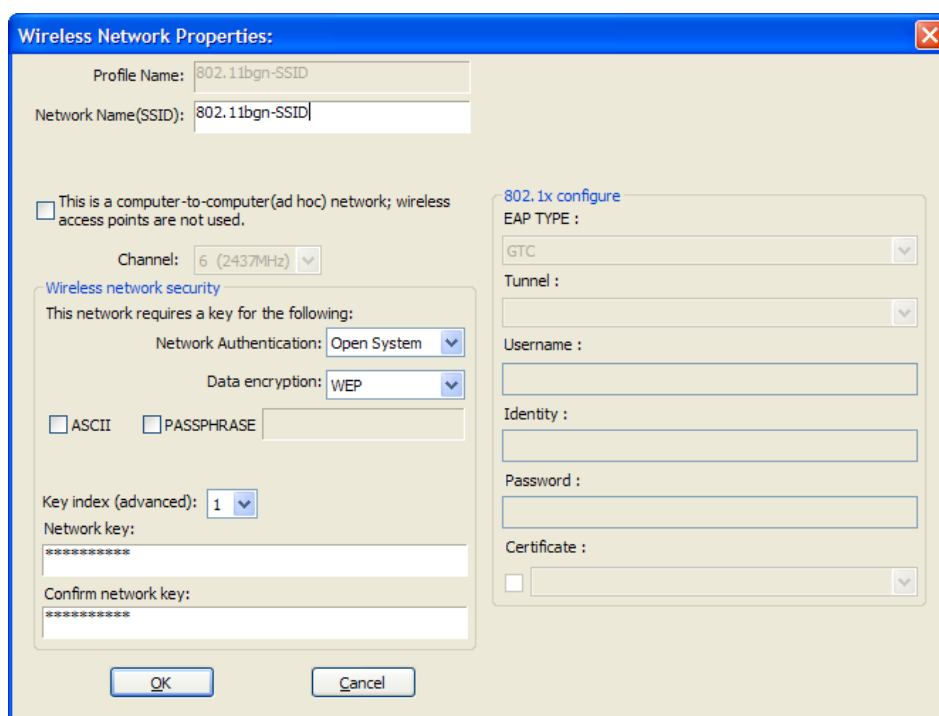 Wireless Network Properties:
Profile Name: 802.11bgn-SSID
Network Name(SSID): 802.11bgn-SSID
This is a computer-to-computer(ad hoc) network; wireless
access points are not used.
Channel: 6 (2437MHz)
Wireless network security
This network requires a key for the following:
Network Authentication: Open System
Data encryption: WEP
ASCII PASSPHRASE
Key index (advanced): 1
Network key:
**********
Confirm network key:
**********
802.1x configure
EAP TYPE :
GTC
Tunnel :
Username :
Identity :
Password :
Certificate :
OK Cancel